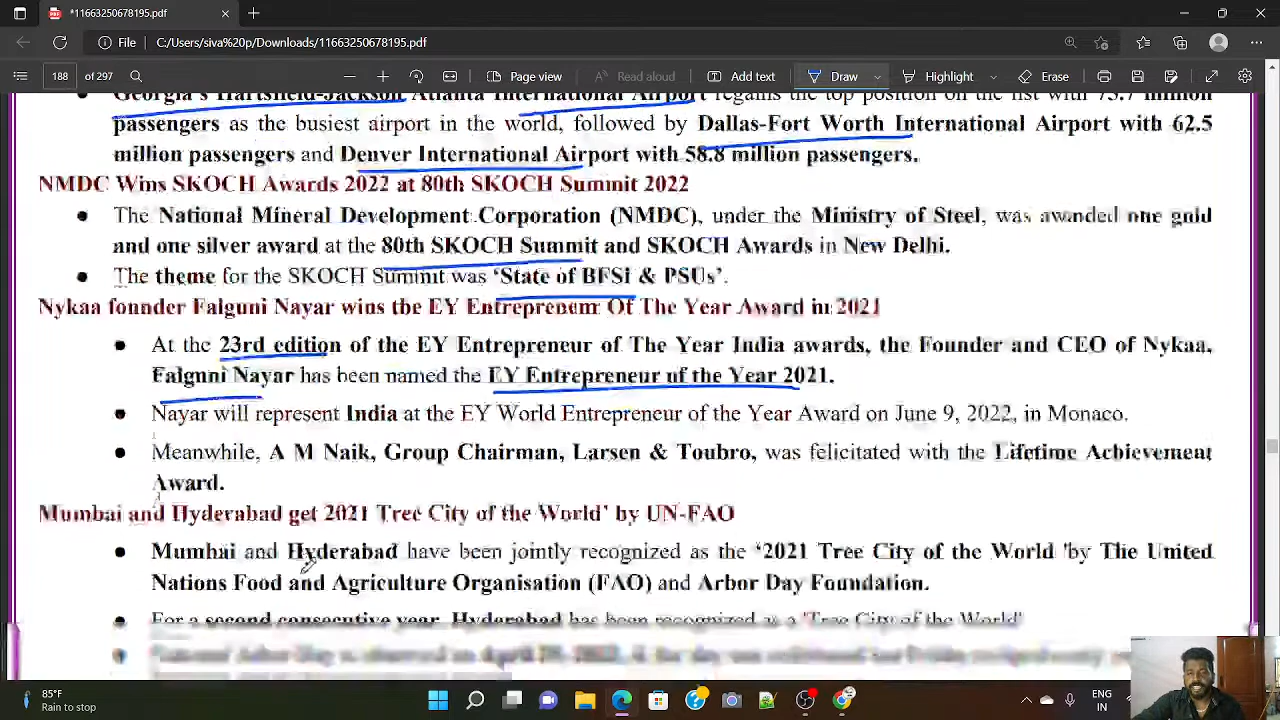 *11663250678195.pdf
File C:/Users/siva%20p/Downloads/11663250678195.pdf
188 of 297 Page view Read aloud Add text Draw Highlight Erase
Georgia's Hartsfield-Jackson Atlanta International Airport regains the top position on the list with 75.7 million
passengers as the busiest airport in the world, followed by Dallas-Fort Worth International Airport with 62.5
million passengers and Denver International Airport with 58.8 million passengers.
NMDC Wins SKOCH Awards 2022 at 80th SKOCH Summit 2022
• The National Mineral Development Corporation (NMDC), under the Ministry of Steel, was awarded one gold
and one silver award at the 80th SKOCH Summit and SKOCH Awards in New Delhi.
• The theme for the SKOCH Summit was ‘State of BFSI & PSUs’.
Nykaa founder Falguni Nayar wins the EY Entrepreneur Of The Year Award in 2021
• At the 23rd edition of the EY Entrepreneur of The Year India awards, the Founder and CEO of Nykaa,
Falguni Nayar has been named the EY Entrepreneur of the Year 2021.
• Nayar will represent India at the EY World Entrepreneur of the Year Award on June 9, 2022, in Monaco.
• Meanwhile, A M Naik, Group Chairman, Larsen & Toubro, was felicitated with the Lifetime Achievement
Award.
Mumbai and Hyderabad get 2021 Tree City of the World’ by UN-FAO
• Mumbai and Hyderabad have been jointly recognized as the ‘2021 Tree City of the World 'by The United
Nations Food and Agriculture Organisation (FAO) and Arbor Day Foundation.
• For a second consecutive year, Hyderabad has been recognized as a 'Tree City of the World'
85°F
Rain to stop
ENG
IN